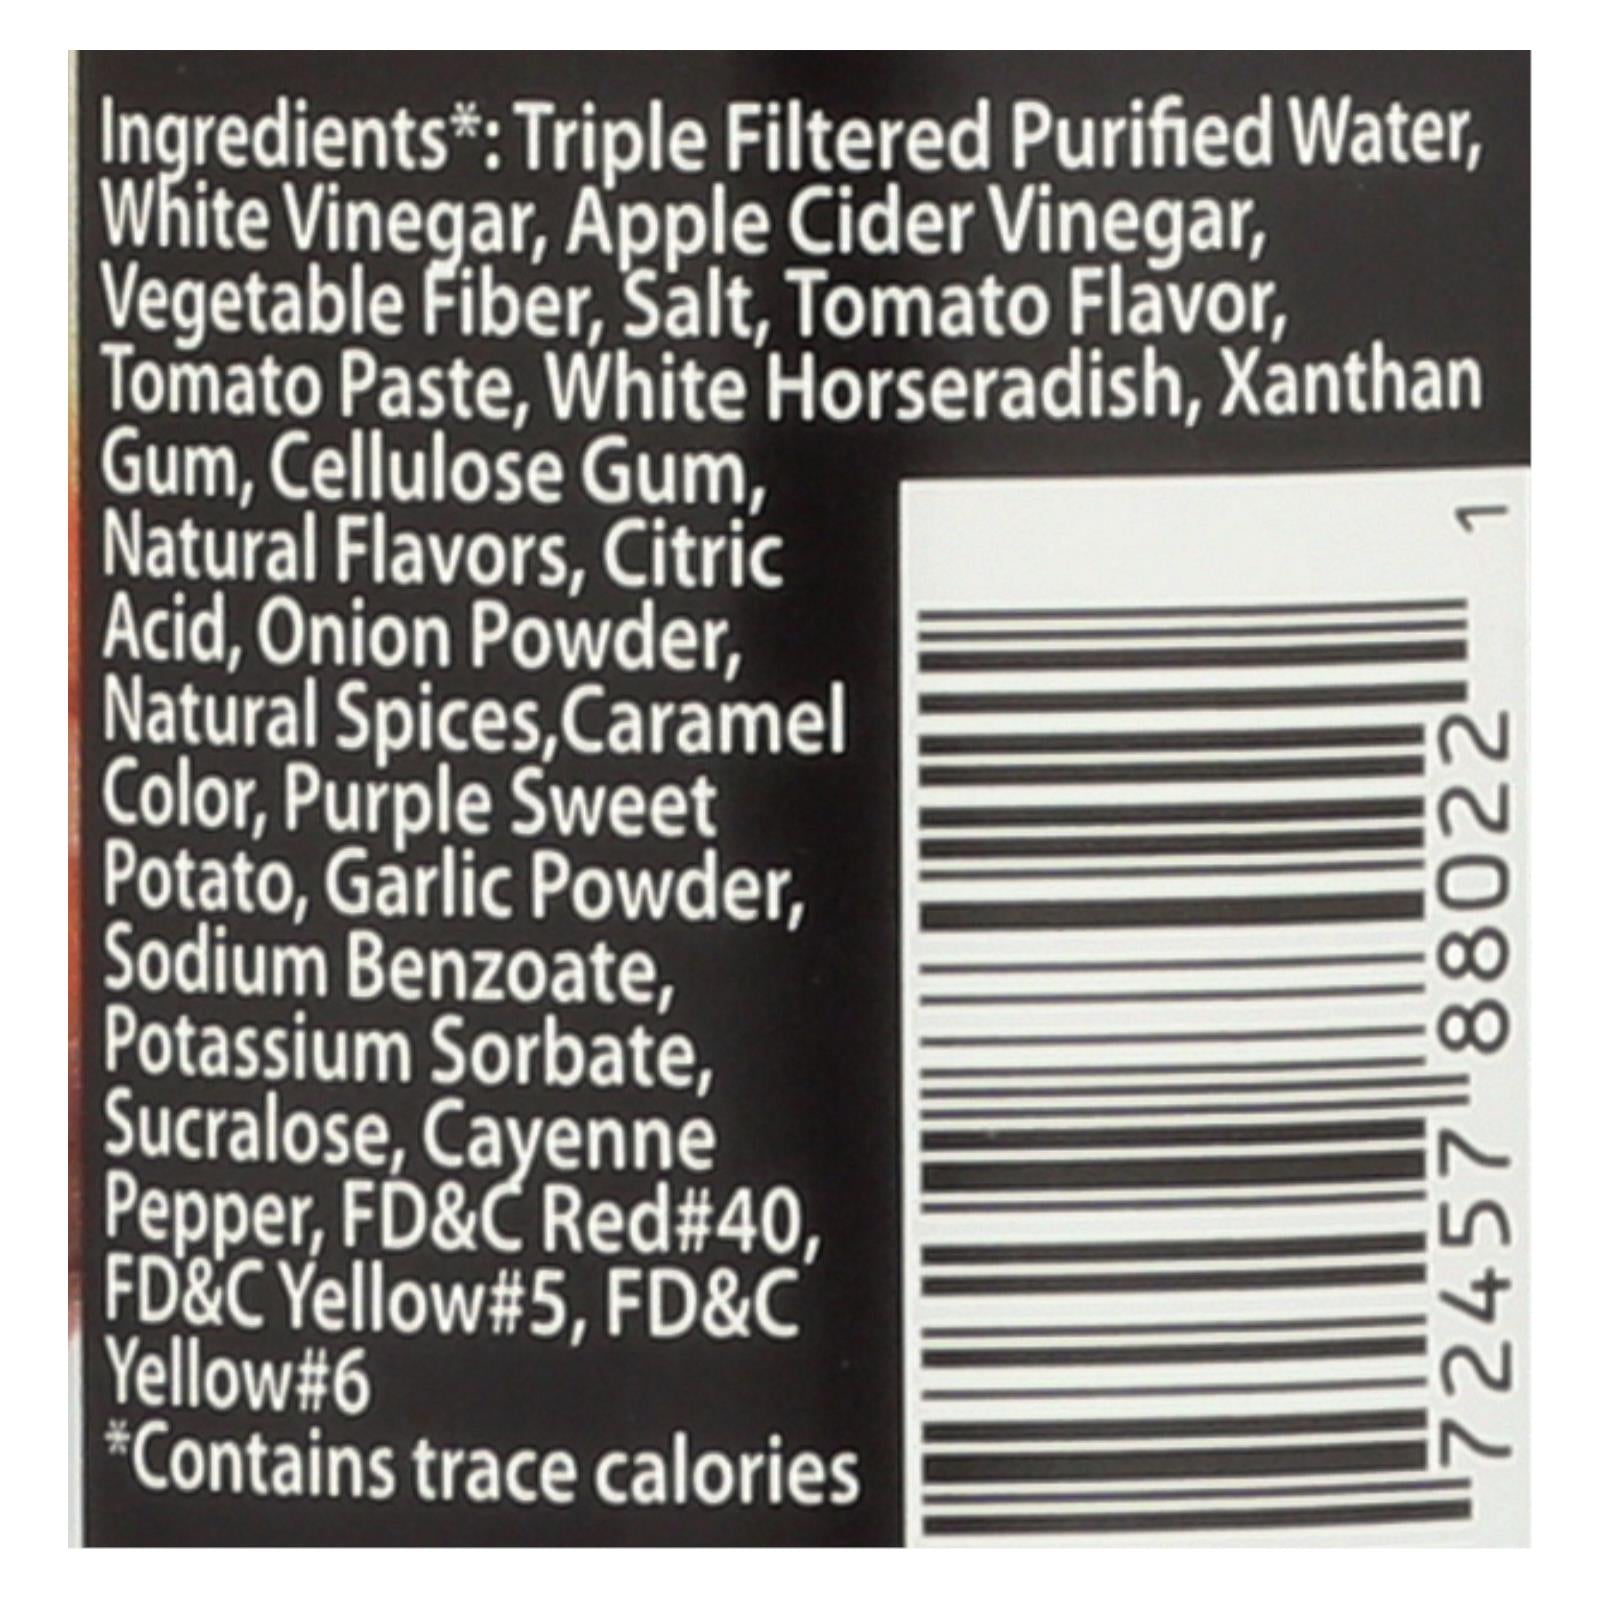 Ingredients*: Triple Filtered Purified Water,
White Vinegar, Apple Cider Vinegar,
Vegetable Fiber, Salt, Tomato Flavor,
Tomato Paste, White Horseradish, Xanthan
Gum, Cellulose Gum,
Natural Flavors, Citric
Acid, Onion Powder,
Natural Spices,Caramel
Color, Purple Sweet
Potato, Garlic Powder,
Sodium Benzoate,
Potassium Sorbate,
Sucralose, Cayenne
Pepper, FD&C Red#40,
FD&C Yellow#5, FD&C
Yellow#6
*Contains trace calories
72457 88022 1